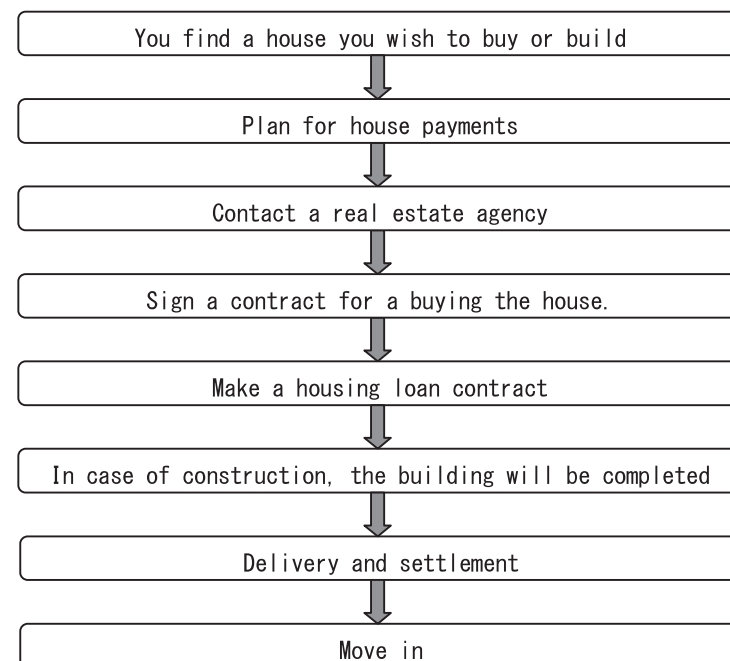 You find a house you wish to buy or build
Plan for house payments
Contact a real estate agency
Sign a contract for a buying the house.
Make a housing loan contract
In case of construction, the building will be completed
Delivery and settlement
Move in